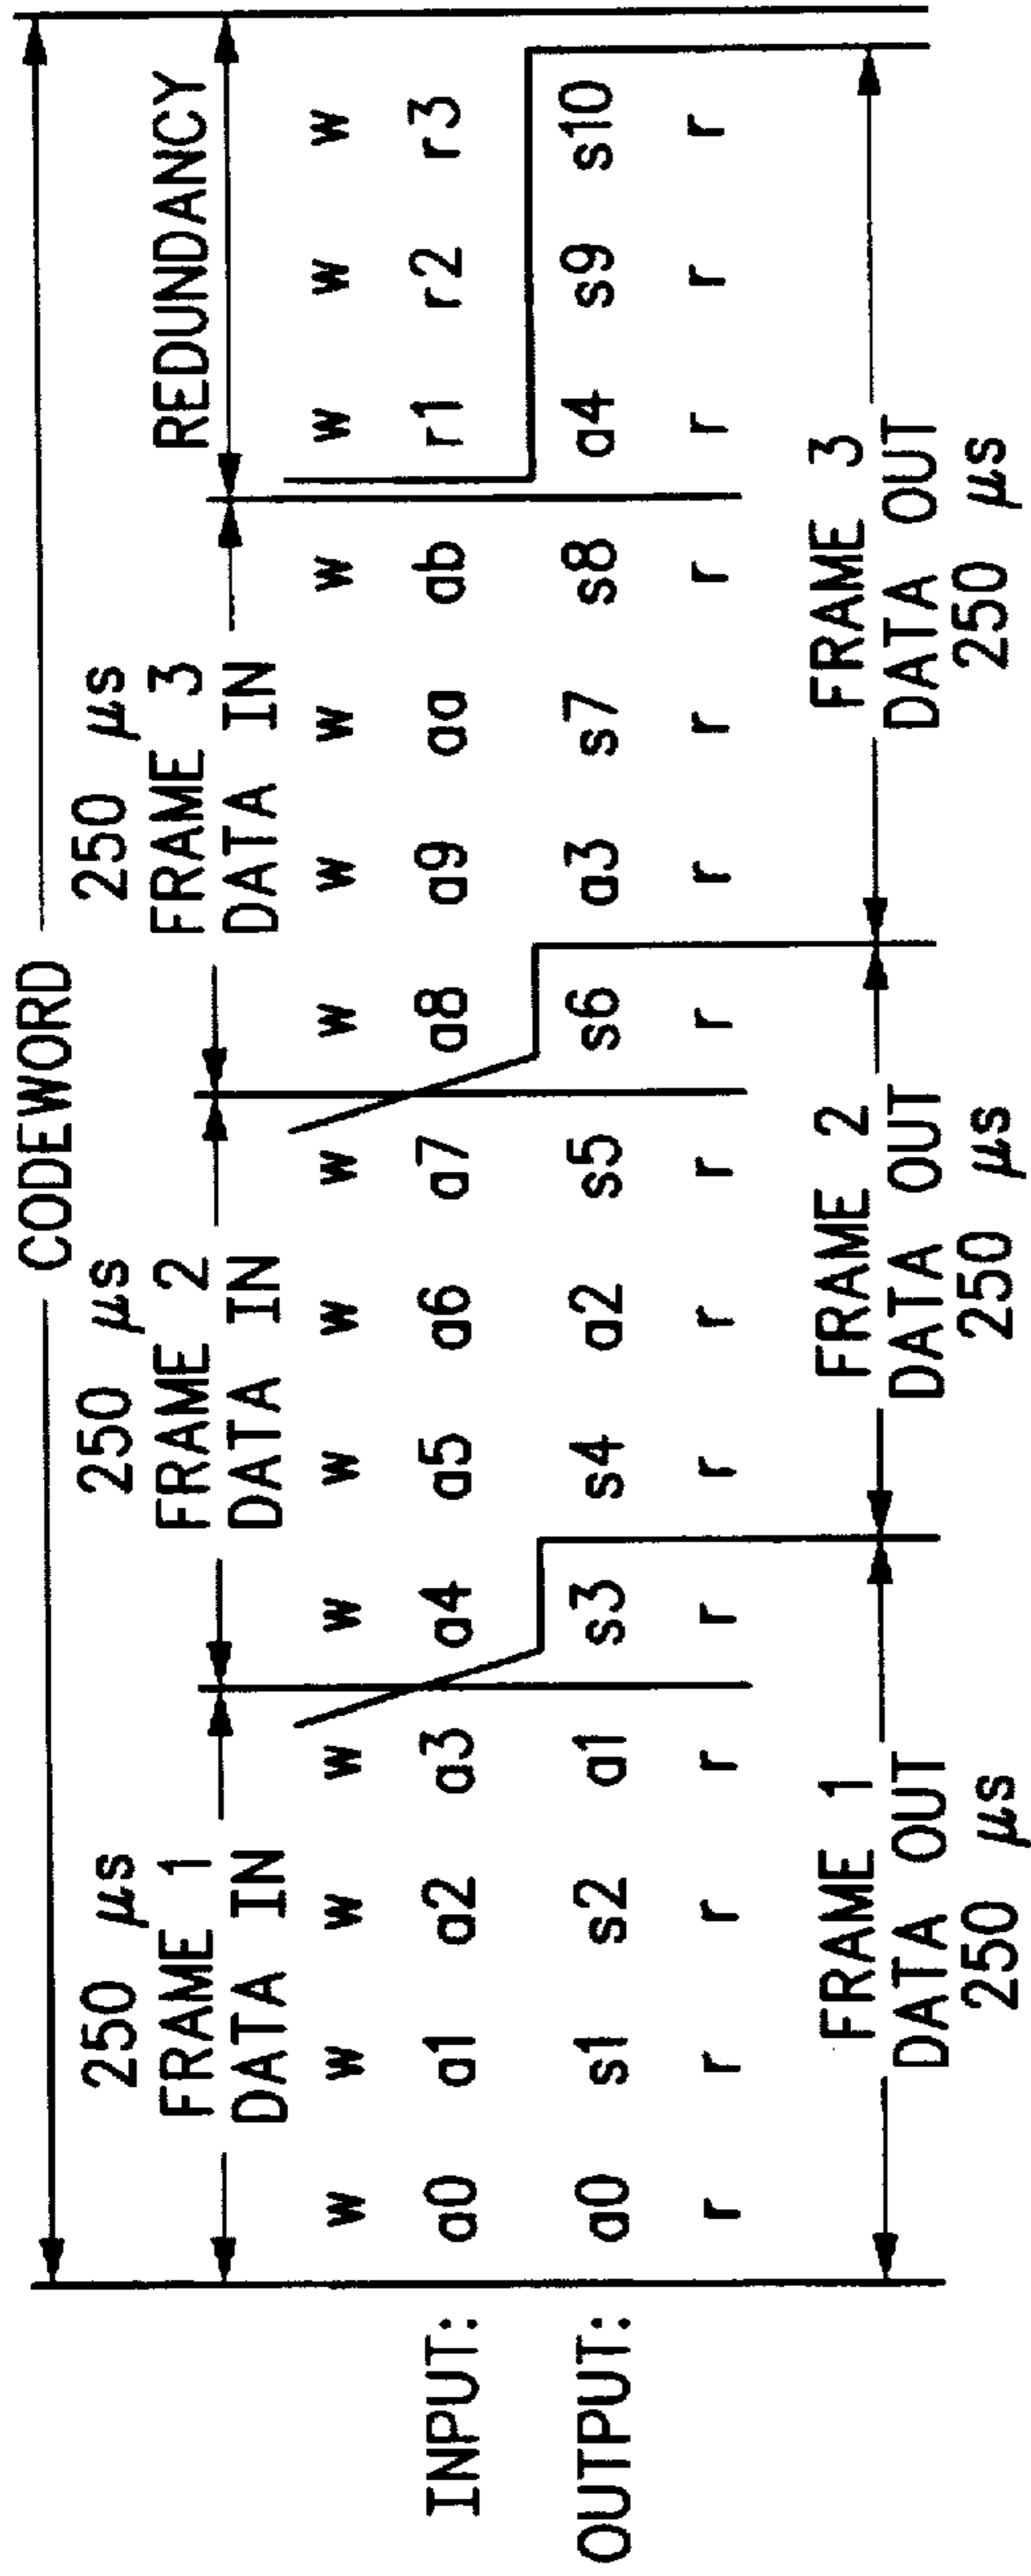 CODEWORD
250 µs 250 µs 250 µs
FRAME 1 FRAME 2 FRAME 3 REDUNDANCY
DATA IN DATA IN DATA IN
w w w w w w w w w w w w w w w
INPUT: a0 a1 a2 a3 a4 a5 a6 a7 a8 a9 aa ab r1 r2 r3
OUTPUT: a0 s1 s2 a1 s3 s4 a2 s5 s6 a3 s7 s8 a4 s9 s10
r r r r r r r r r r r r r r r
FRAME 1 FRAME 2 FRAME 3
DATA OUT DATA OUT DATA OUT
250 µs 250 µs 250 µs